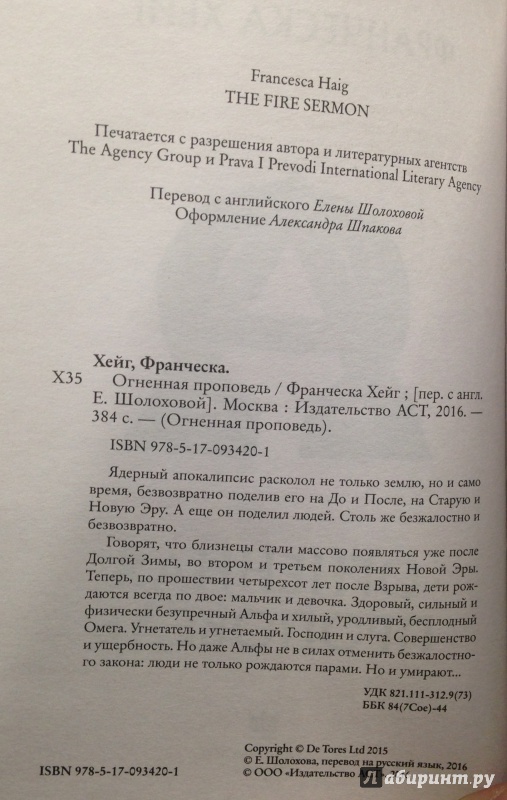 Francesca Haig
THE FIRE SERMON
Печатается с разрешения автора и литературных агентств
The Agency Group и Prava I Prevodi International Literary Agency
Перевод с английского Елены Шолоховой
Оформление Александра Шпакова
Хейг, Франческа.
Х35 Огненная проповедь / Франческа Хейг ; [пер. с англ.
Е. Шолоховой]. Москва : Издательство АСТ, 2016. —
384 с. — (Огненная проповедь).
ISBN 978-5-17-093420-1
Ядерный апокалипсис расколол не только землю, но и само
время, безвозвратно поделив его на До и После, на Старую и
Новую Эру. А еще он поделил людей. Столь же безжалостно и
безвозвратно.
Говорят, что близнецы стали массово появляться уже после
Долгой Зимы, во втором и третьем поколениях Новой Эры.
Теперь, по прошествии четырехсот лет после Взрыва, дети рож-
даются всегда по двое: мальчик и девочка. Здоровый, сильный и
физически безупречный Альфа и хилый, уродливый, бесплодный
Омега. Угнетатель и угнетаемый. Господин и слуга. Совершенство
и ущербность. Но даже Альфы не в силах отменить безжалостно-
го закона: люди не только рождаются парами. Но и умирают...
УДК 821.111-312.9(73)
ББК 84(7Сое)-44
Copyright © De Tores Ltd 2015
© Е. Шолохова, перевод на русский язык, 2016
ISBN 978-5-17-093420-1 © ООО «Издательство
Лабиринт.ру